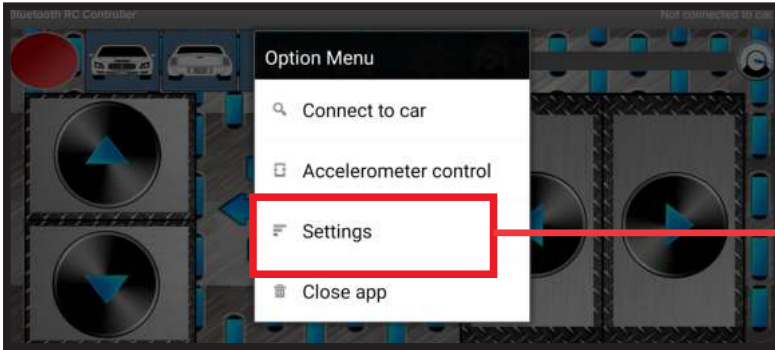 Bluetooth RC Controller
Not connected to car
Option Menu
Connect to car
Accelerometer control
Settings
Close app